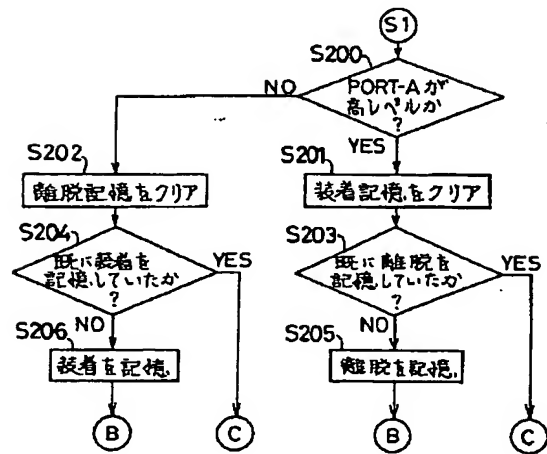 S1
S200
PORT-Aが
高レベルか
?
NO
YES
S202
離脱記憶をクリア
S201
装着記憶をクリア
S204
既に装着を
記憶していたか
?
YES
NO
S203
既に離脱を
記憶していたか
?
YES
NO
S206
装着を記憶
S205
離脱を記憶
B
C
B
C